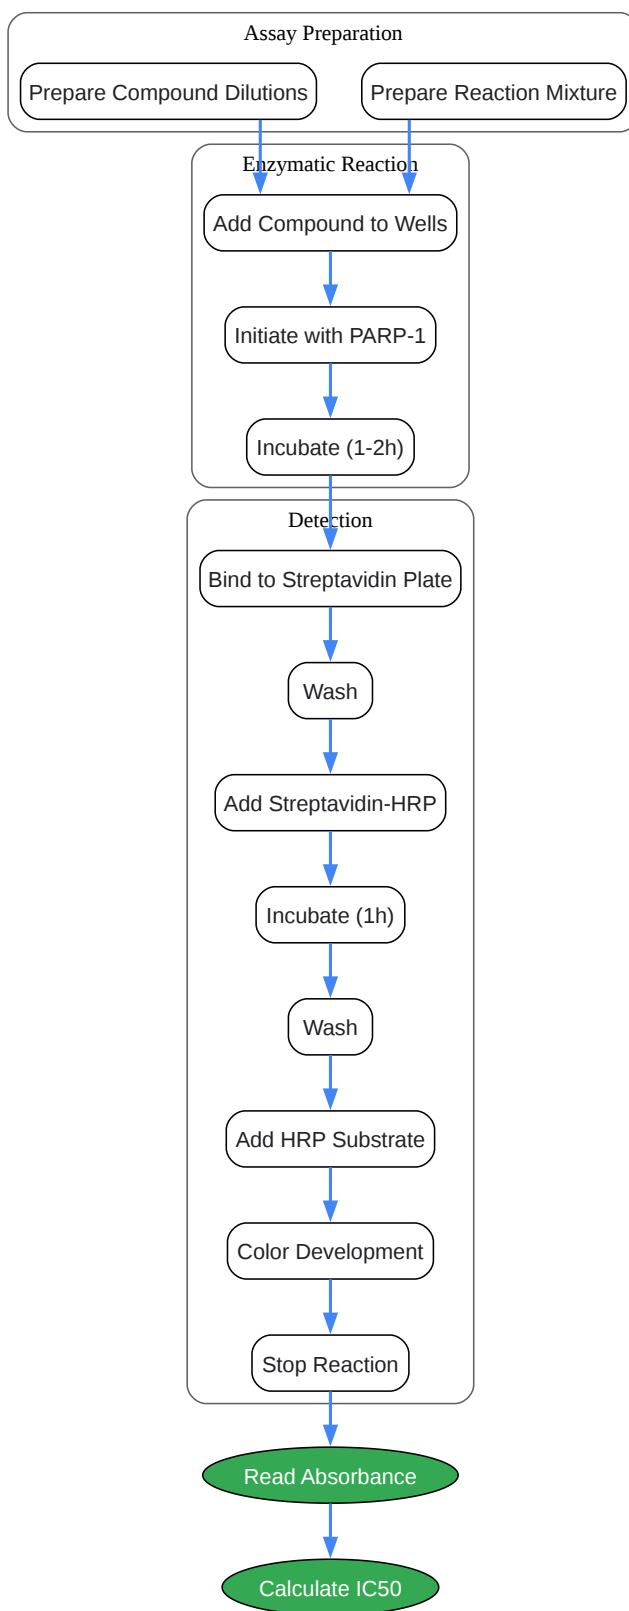 Assay Preparation
Prepare Compound Dilutions
Prepare Reaction Mixture
Enzymatic Reaction
Add Compound to Wells
Initiate with PARP-1
Incubate (1-2h)
Detection
Bind to Streptavidin Plate
Wash
Add Streptavidin-HRP
Incubate (1h)
Wash
Add HRP Substrate
Color Development
Stop Reaction
Read Absorbance
Calculate IC50